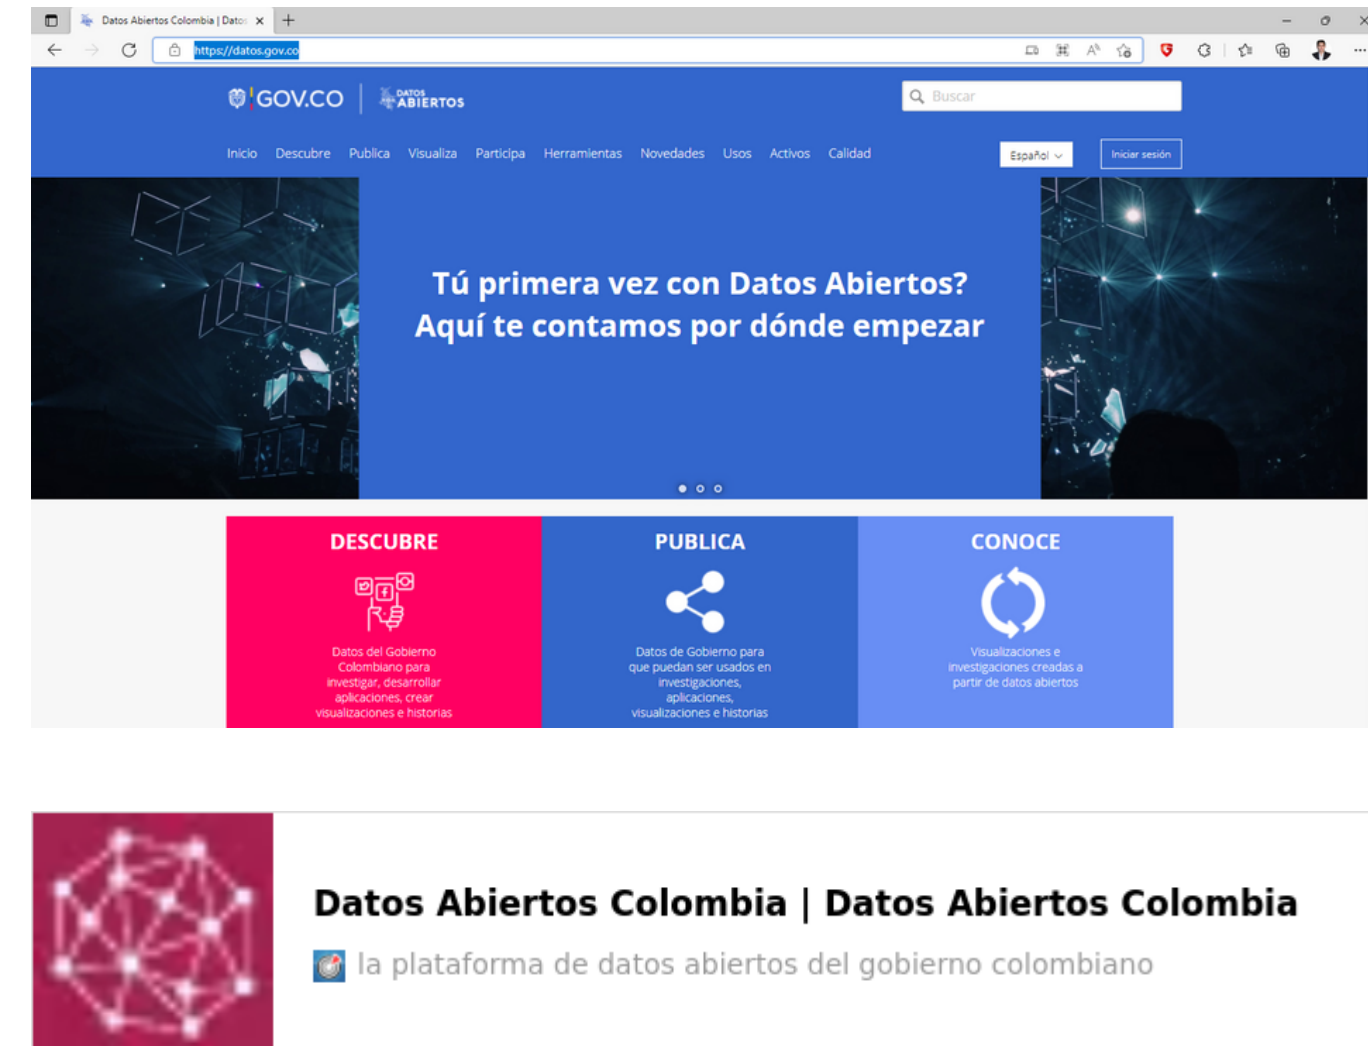 Datos Abiertos Colombia | Datos
https://datos.gov.co
GOV.CO
DATOS
ABIERTOS
Buscar
Inicio Descubre Publica Visualiza Participa Herramientas Novedades Usos Activos Calidad
Español
Iniciar sesión
Tú primera vez con Datos Abiertos?
Aquí te contamos por dónde empezar
DESCUBRE
Datos del Gobierno
Colombiano para
investigar, desarrollar
aplicaciones, crear
visualizaciones e historias
PUBLICA
Datos de Gobierno para
que puedan ser usados en
investigaciones,
aplicaciones,
visualizaciones e historias
CONOCE
Visualizaciones e
investigaciones creadas a
partir de datos abiertos
Datos Abiertos Colombia | Datos Abiertos Colombia
la plataforma de datos abiertos del gobierno colombiano